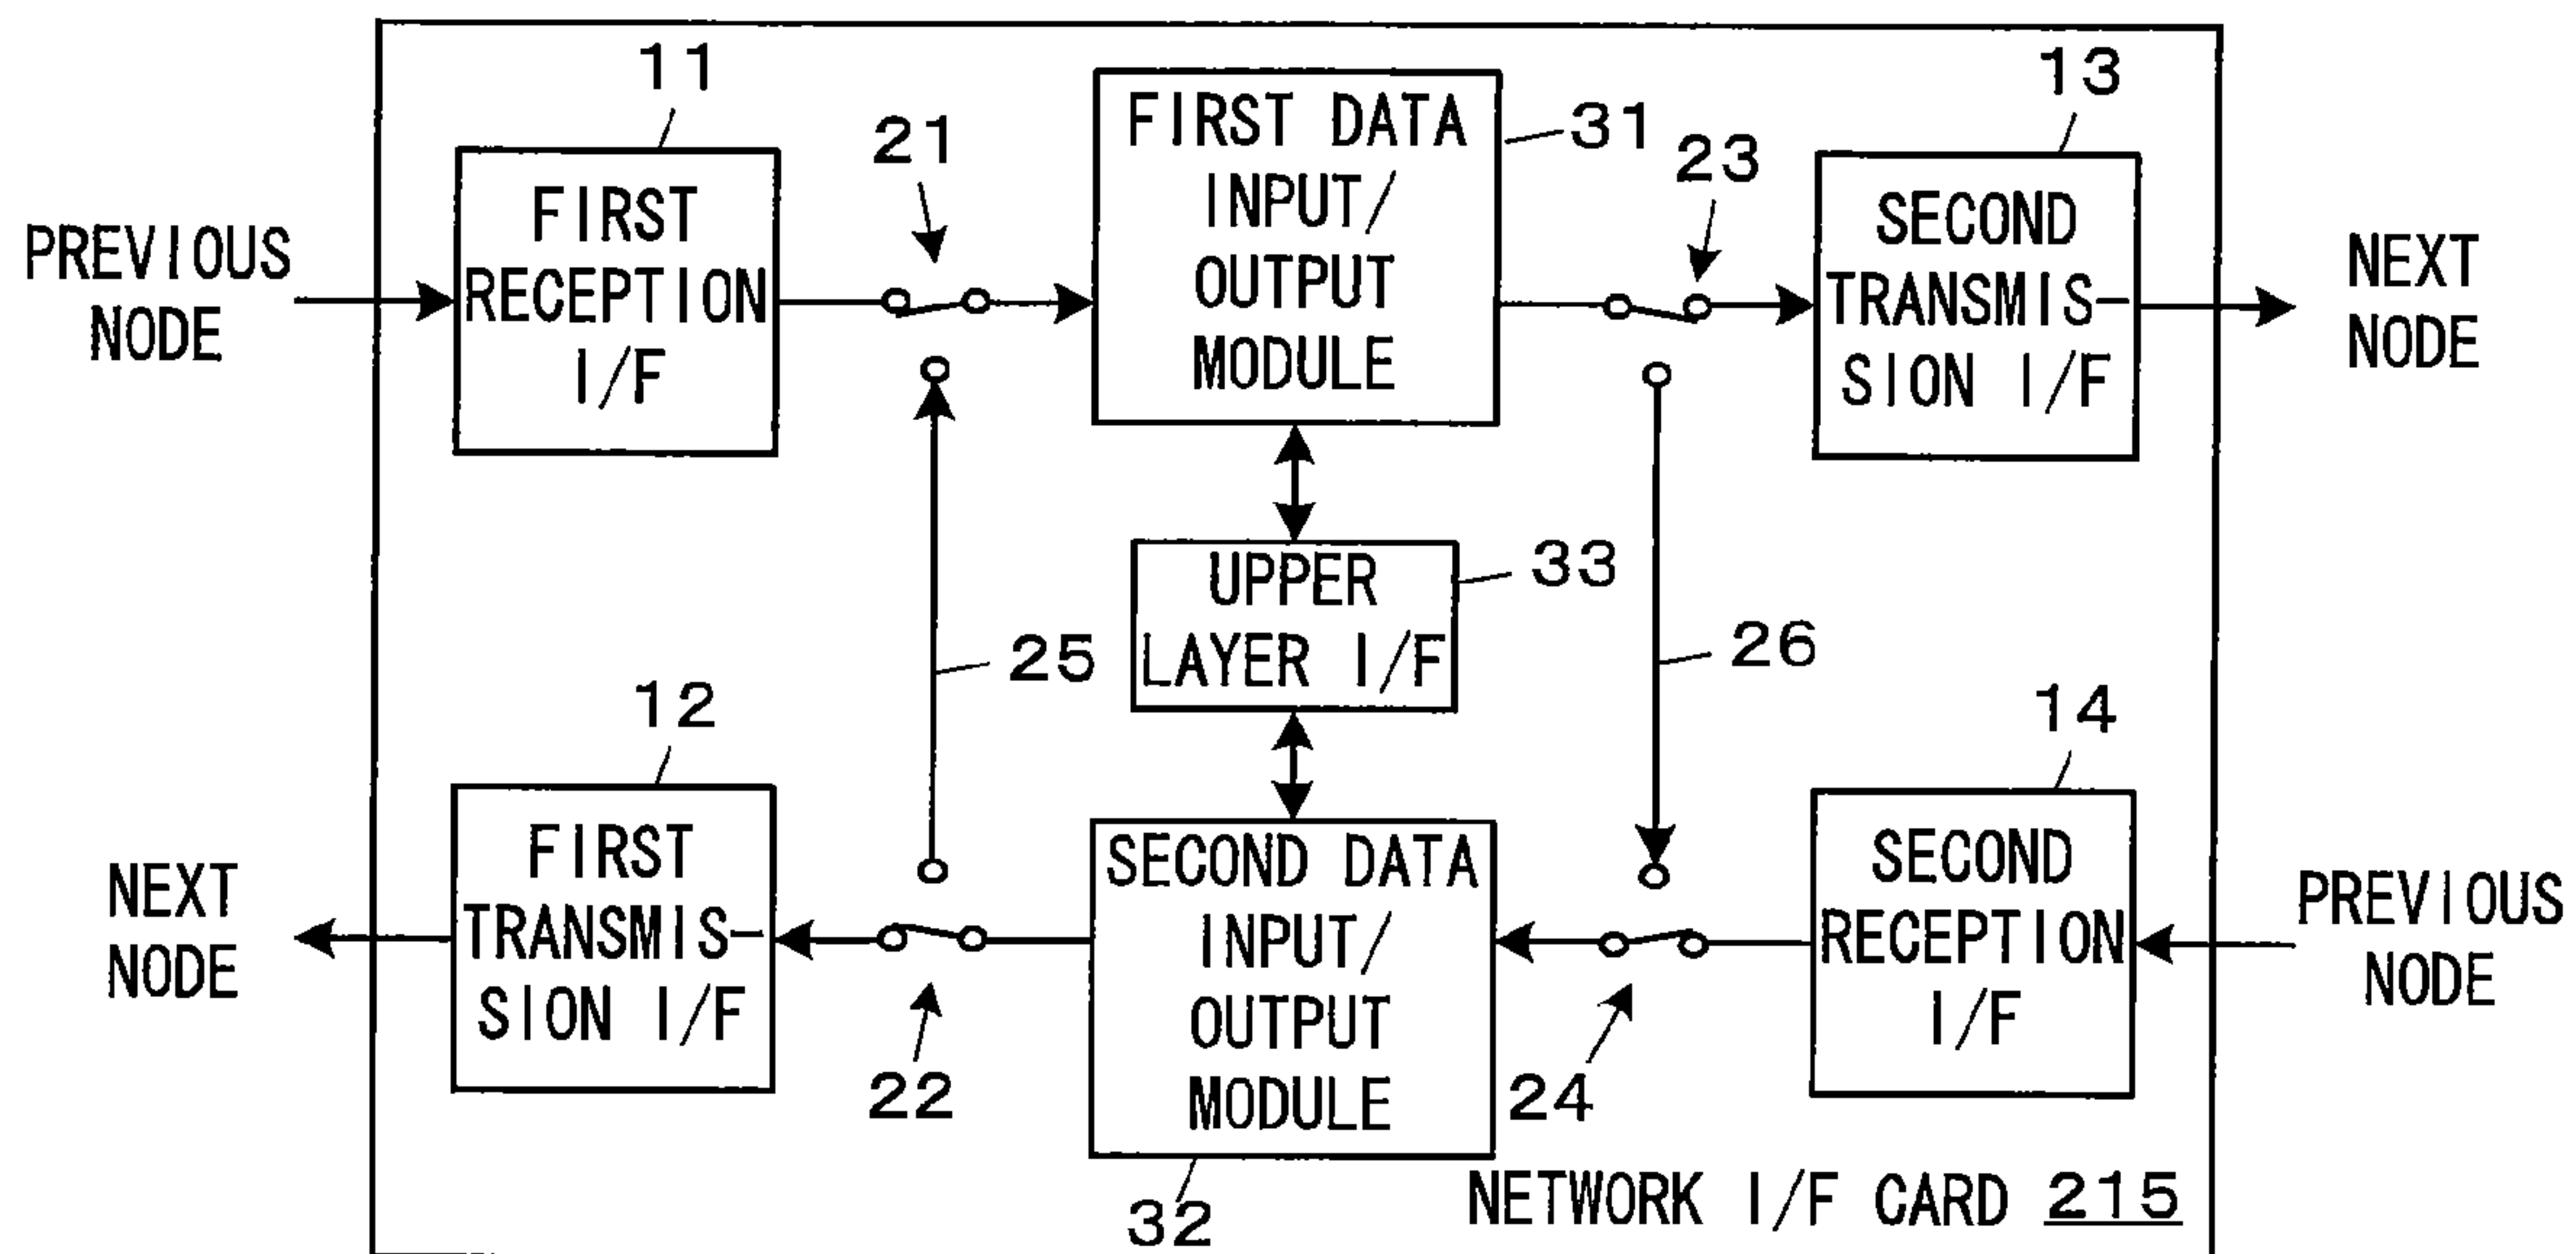 11
13
21
31
23
PREVIOUS
NODE
FIRST
RECEPTION
I/F
FIRST DATA
INPUT/
OUTPUT
MODULE
SECOND
TRANSMIS-
SION I/F
NEXT
NODE
UPPER
LAYER I/F
33
25
26
12
14
NEXT
NODE
FIRST
TRANSMIS-
SION I/F
SECOND DATA
INPUT/
OUTPUT
MODULE
SECOND
RECEPTION
I/F
PREVIOUS
NODE
22
24
32
NETWORK I/F CARD 215